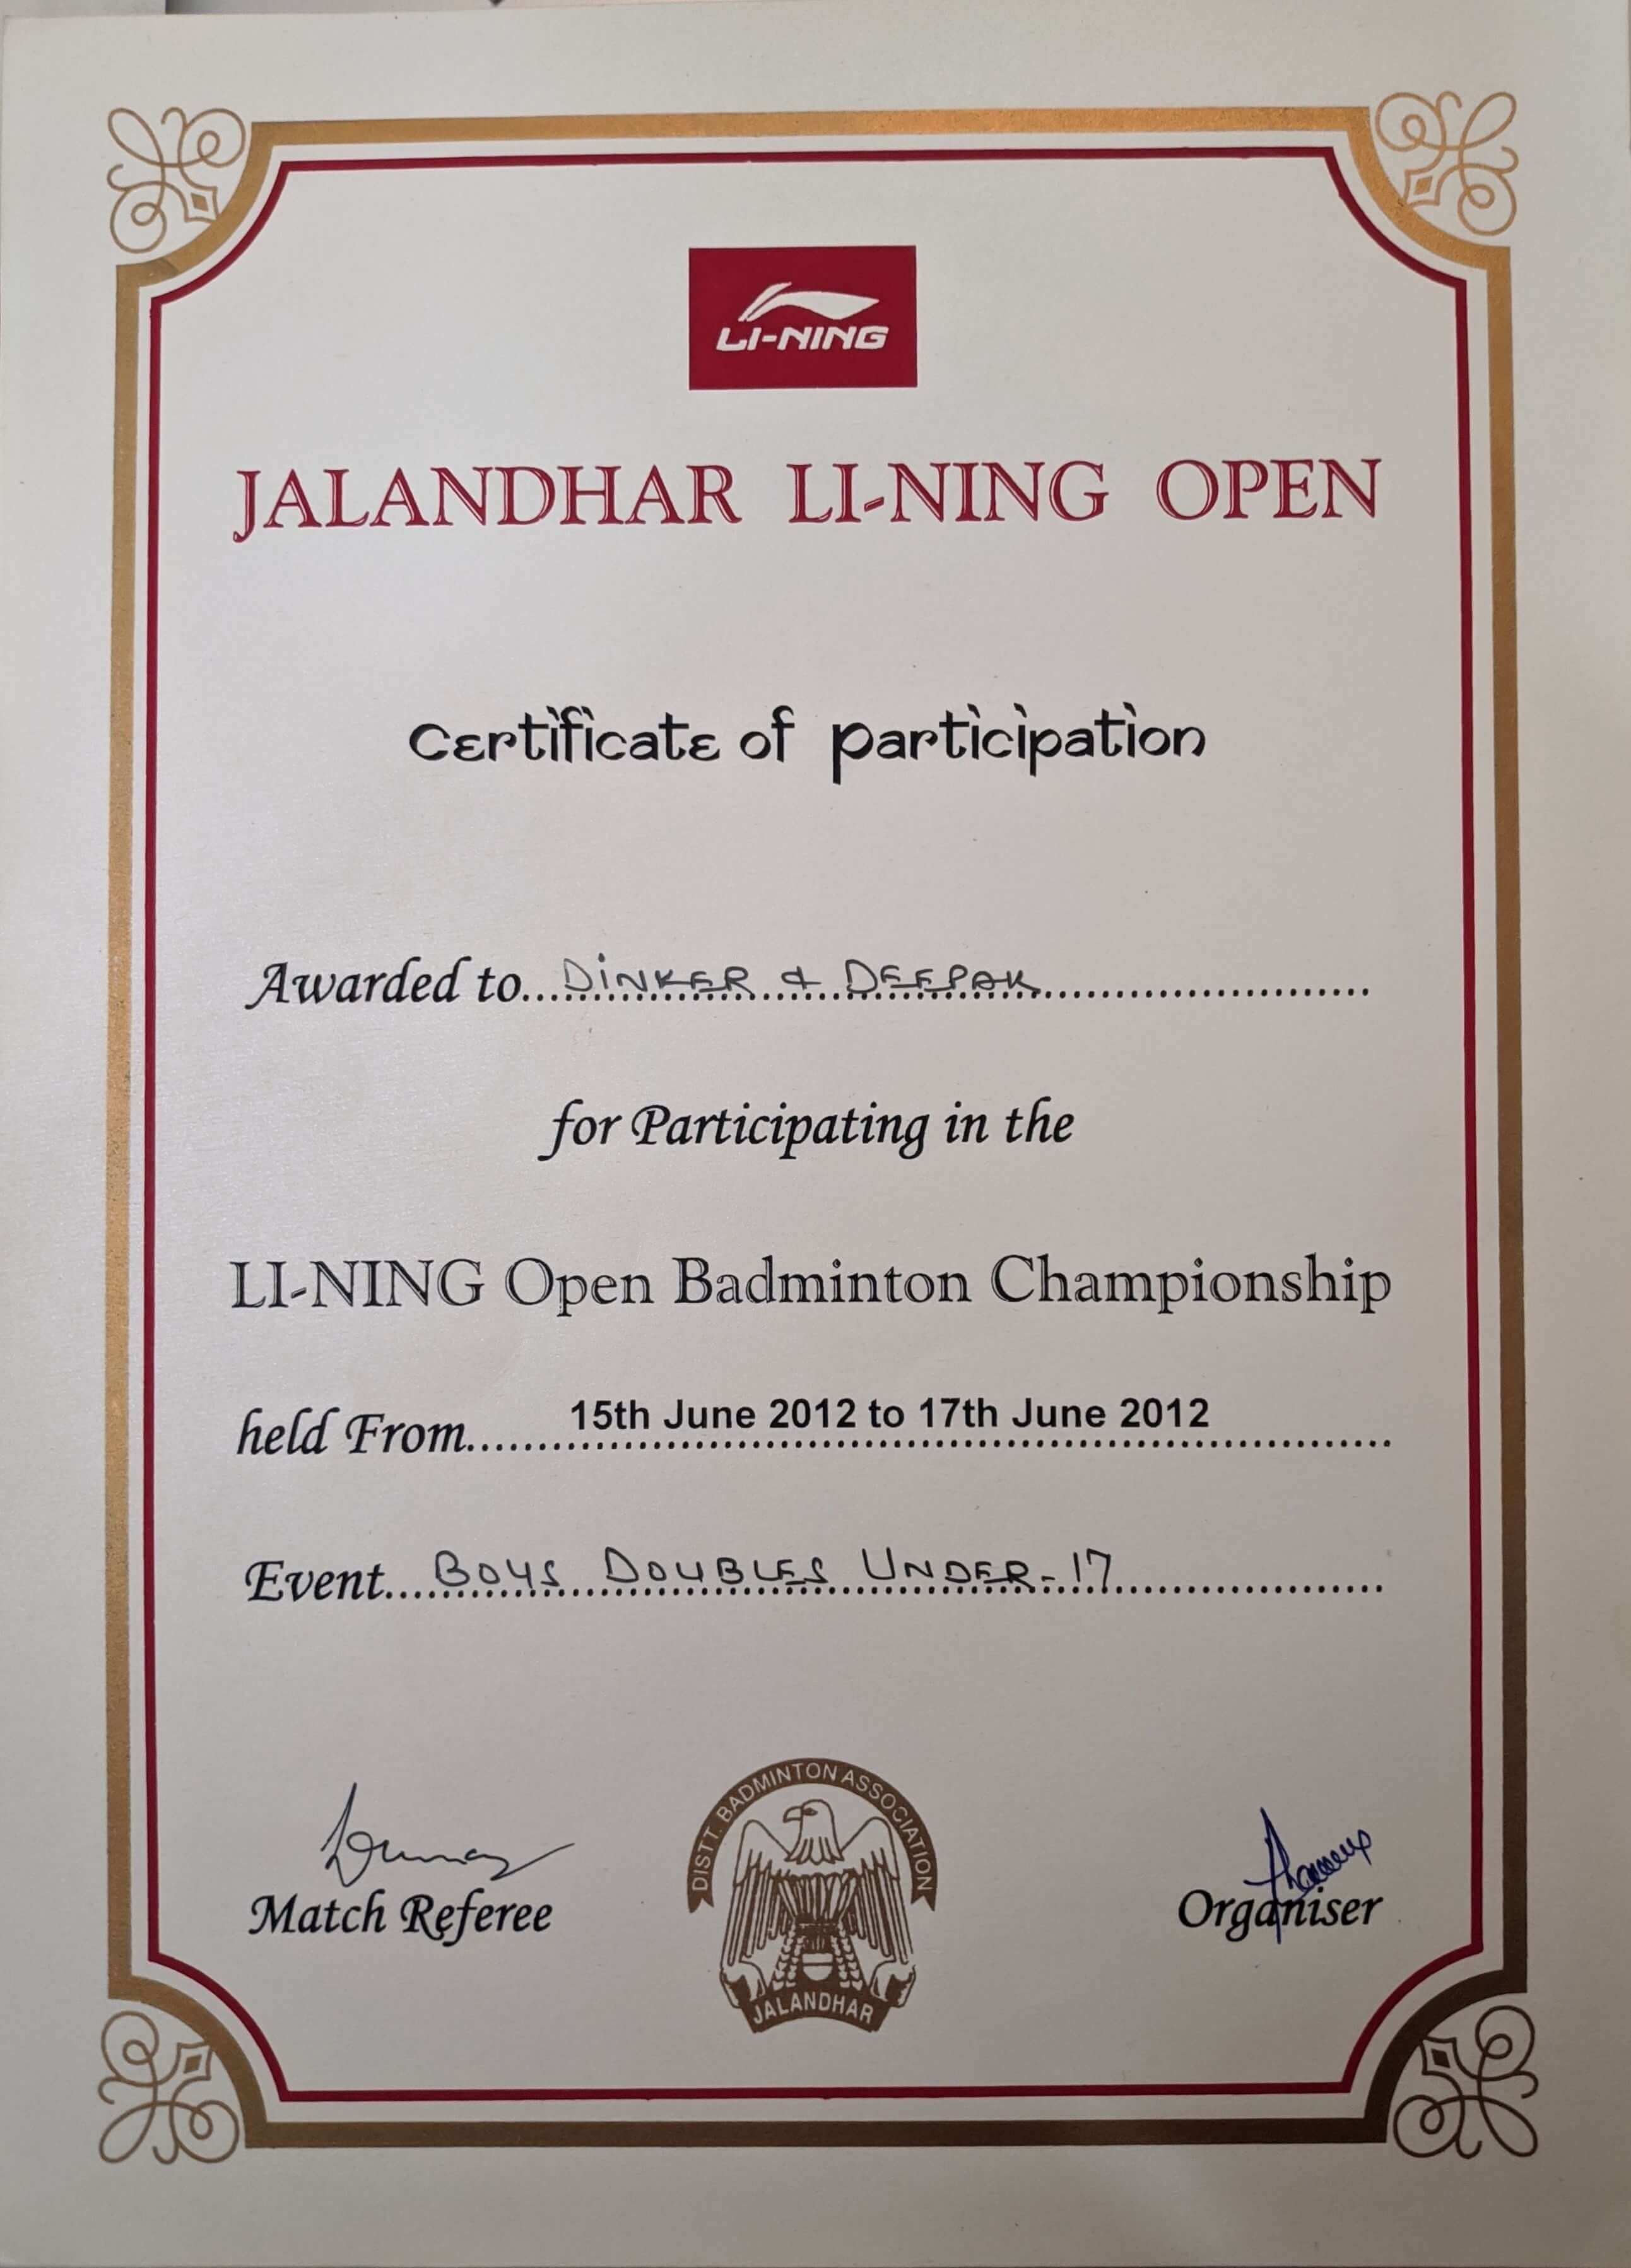 LI-NING
JALANDHAR LI-NING OPEN
Certificate of participation
Awarded to....DINKER & DEEPAK....
for Participating in the
LI-NING Open Badminton Championship
held From....15th June 2012 to 17th June 2012....
Event....BOYS DOUBLES UNDER-17....
DISTT. BADMINTON ASSOCIATION
JALANDHAR
Match Referee
Organiser